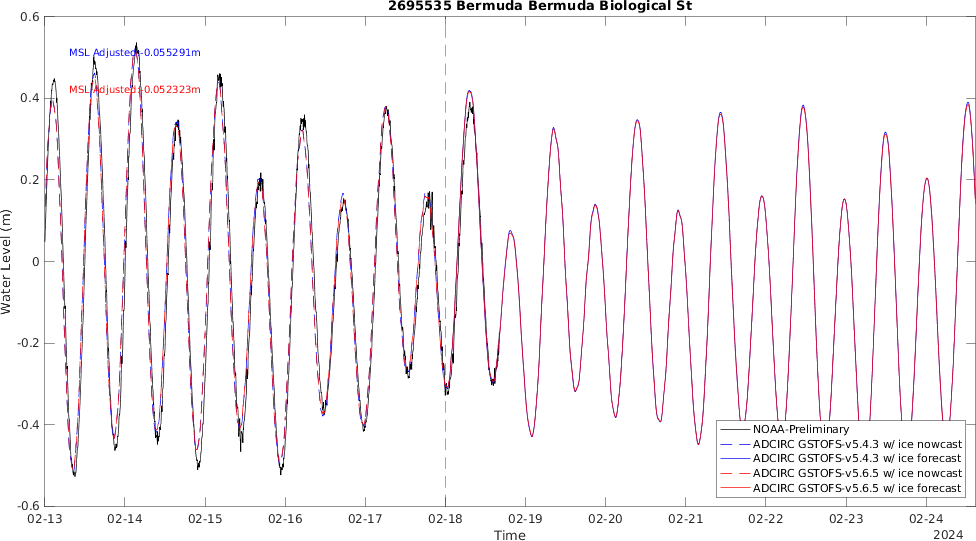 2695535 Bermuda Bermuda Biological St
0.6
MSL Adjusted:-0.055291m
MSL Adjusted:-0.052323m
0.4
0.2
0
-0.2
-0.4
-0.6
Water Level (m)
NOAA-Preliminary
ADCIRC GSTOFS-v5.4.3 w/ ice nowcast
ADCIRC GSTOFS-v5.4.3 w/ ice forecast
ADCIRC GSTOFS-v5.6.5 w/ ice nowcast
ADCIRC GSTOFS-v5.6.5 w/ ice forecast
02-13 02-14 02-15 02-16 02-17 02-18 02-19 02-20 02-21 02-22 02-23 02-24
Time
2024